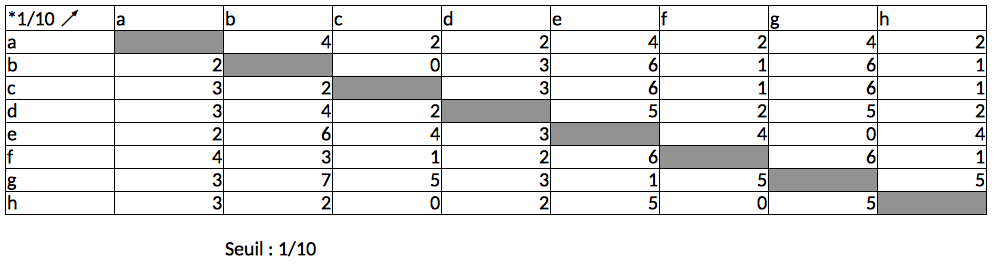 *1/10 ↗ a b c d e f g h
a 4 2 2 4 2 4 2
b 2 0 3 6 1 6 1
c 3 2 3 6 1 6 1
d 3 4 2 5 2 5 2
e 2 6 4 3 4 0 4
f 4 3 1 2 6 6 1
g 3 7 5 3 1 5 5
h 3 2 0 2 5 0 5
Seuil : 1/10